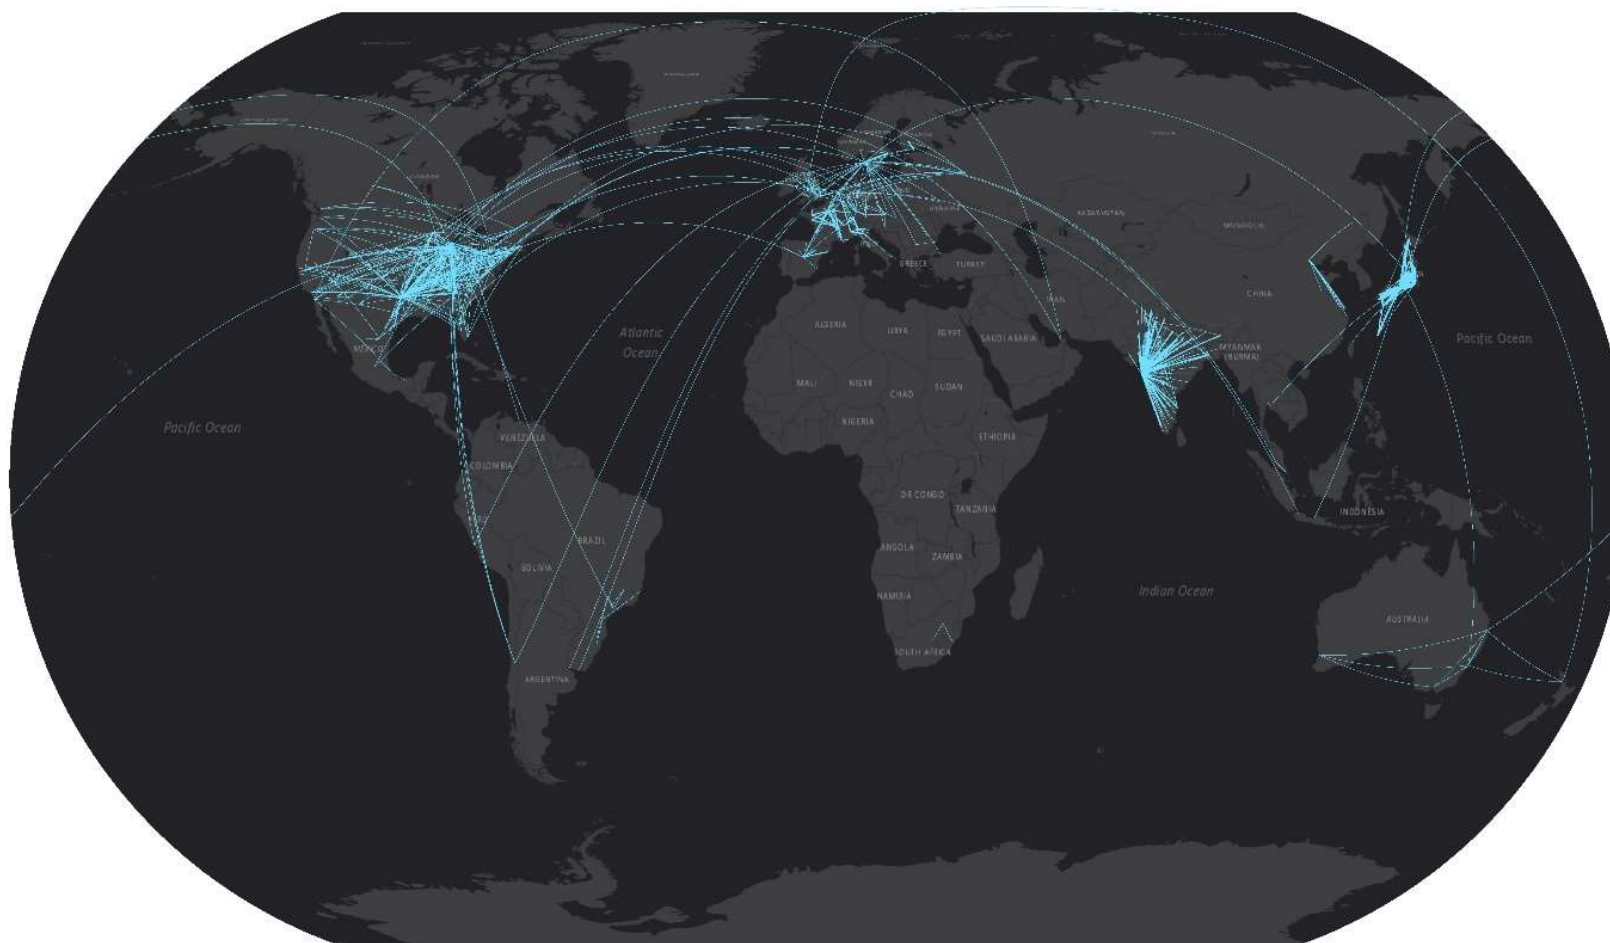 UKRAINE
KAZAKHSTAN
MONGOLIA
GREECE
TURKEY
CHINA
IRAN
Atlantic
Ocean
ALGERIA
LIBYA
EGYPT
SAUDI ARABIA
Pacific Ocean
MEXICO
MYANMAR
(BURMA)
MALI
NIGER
CHAD
SUDAN
NIGERIA
Pacific Ocean
VENEZUELA
ETHIOPIA
COLOMBIA
DR CONGO
TANZANIA
INDONESIA
BRAZIL
ANGOLA
ZAMBIA
BOLIVIA
NAMIBIA
Indian Ocean
AUSTRALIA
SOUTH AFRICA
ARGENTINA